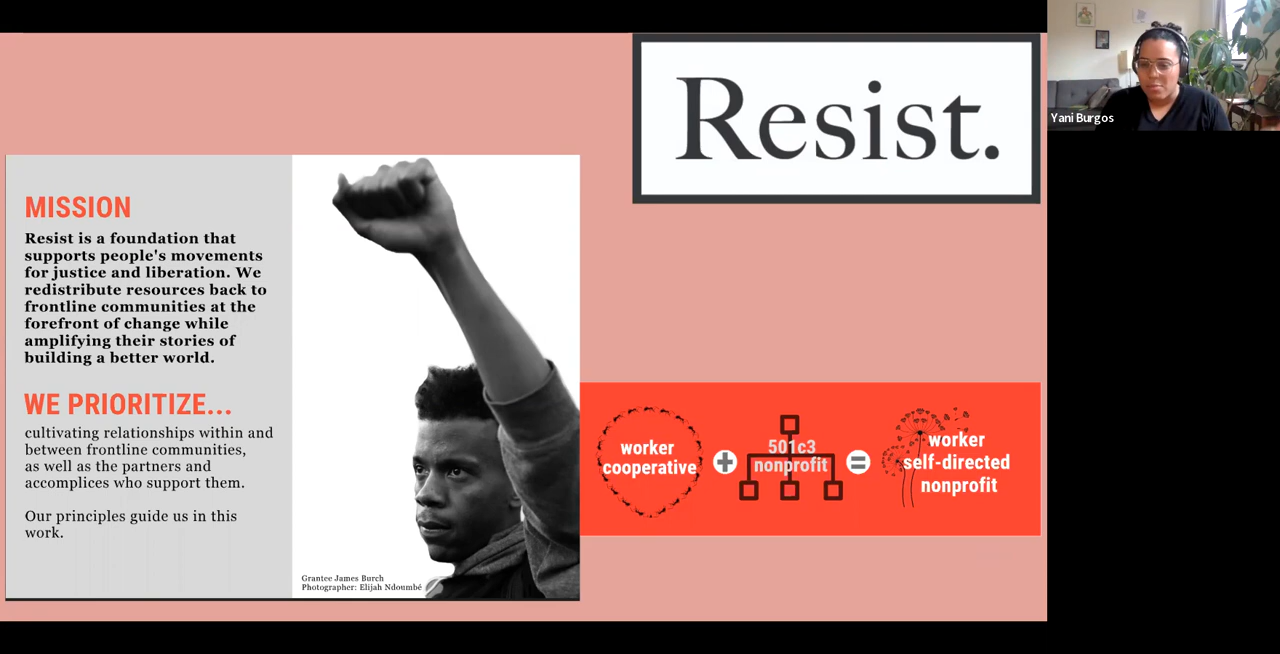 Resist.
Yani Burgos
MISSION
Resist is a foundation that
supports people's movements
for justice and liberation. We
redistribute resources back to
frontline communities at the
forefront of change while
amplifying their stories of
building a better world.
WE PRIORITIZE...
cultivating relationships within and
between frontline communities,
as well as the partners and
accomplices who support them.
Our principles guide us in this
work.
Grantee James Burch
Photographer: Elijah Ndoumbé
worker
cooperative
+
501c3
nonprofit
=
worker
self-directed
nonprofit